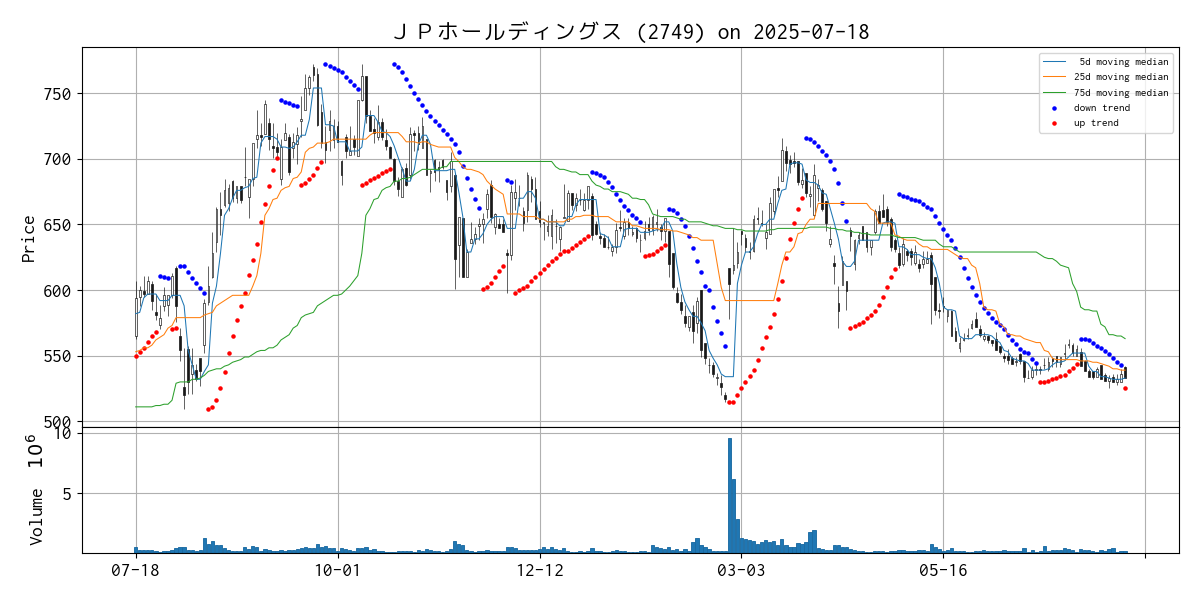 ＪＰホールディングス (2749) on 2025-07-18
5d moving median
25d moving median
75d moving median
down trend
up trend
Price
750
700
650
600
550
500
Volume 10^6
10
5
07-18
10-01
12-12
03-03
05-16